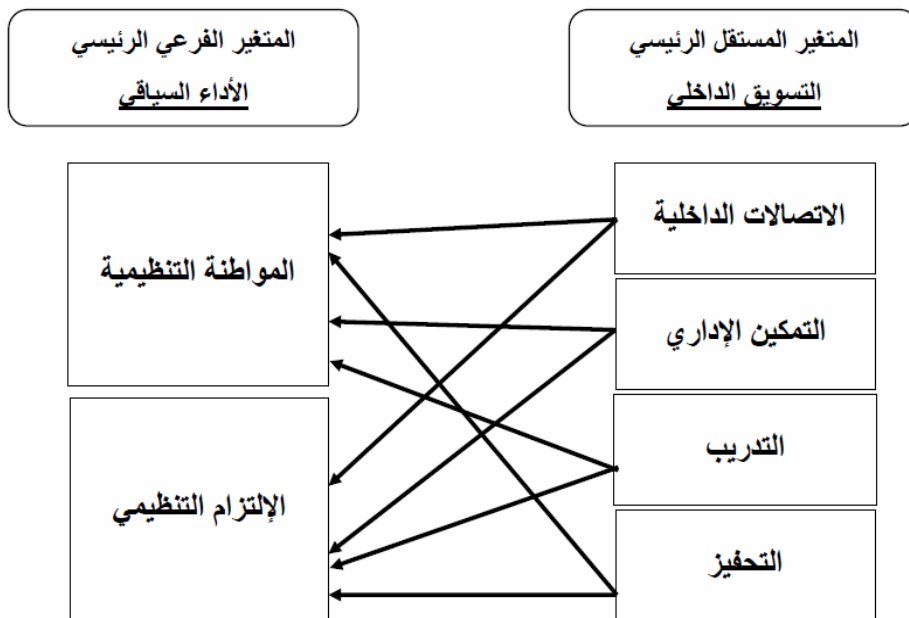 المتغير المستقل الرئيسي
التسويق الداخلي
المتغير الفرعي الرئيسي
الأداء السياقي
الاتصالات الداخلية
التمكين الإداري
التدريب
التحفيز
المواطنة التنظيمية
الإلتزام التنظيمي